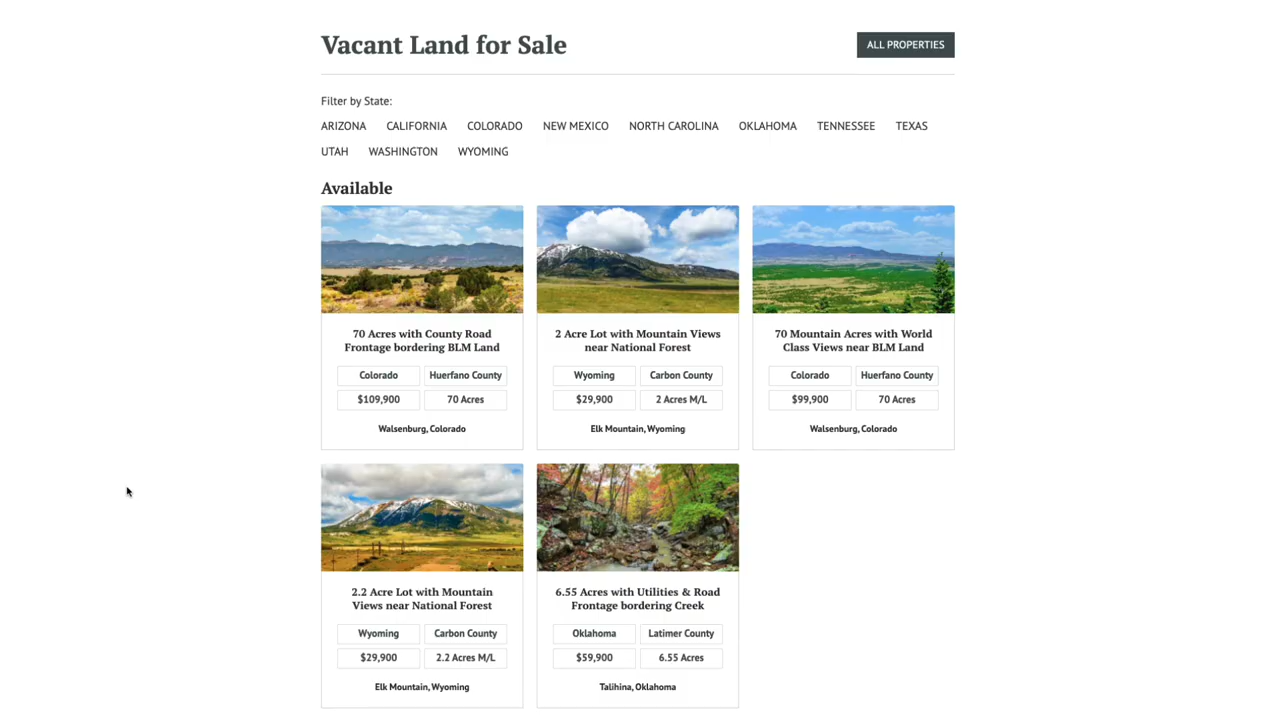 Vacant Land for Sale
ALL PROPERTIES
Filter by State:
ARIZONA CALIFORNIA COLORADO NEW MEXICO NORTH CAROLINA OKLAHOMA TENNESSEE TEXAS
UTAH WASHINGTON WYOMING
Available
70 Acres with County Road
Frontage bordering BLM Land
Colorado Huerfano County
$109,900 70 Acres
Walsenburg, Colorado
2 Acre Lot with Mountain Views
near National Forest
Wyoming Carbon County
$29,900 2 Acres M/L
Elk Mountain, Wyoming
70 Mountain Acres with World
Class Views near BLM Land
Colorado Huerfano County
$99,900 70 Acres
Walsenburg, Colorado
2.2 Acre Lot with Mountain
Views near National Forest
Wyoming Carbon County
$29,900 2.2 Acres M/L
Elk Mountain, Wyoming
6.55 Acres with Utilities & Road
Frontage bordering Creek
Oklahoma Latimer County
$59,900 6.55 Acres
Talihina, Oklahoma